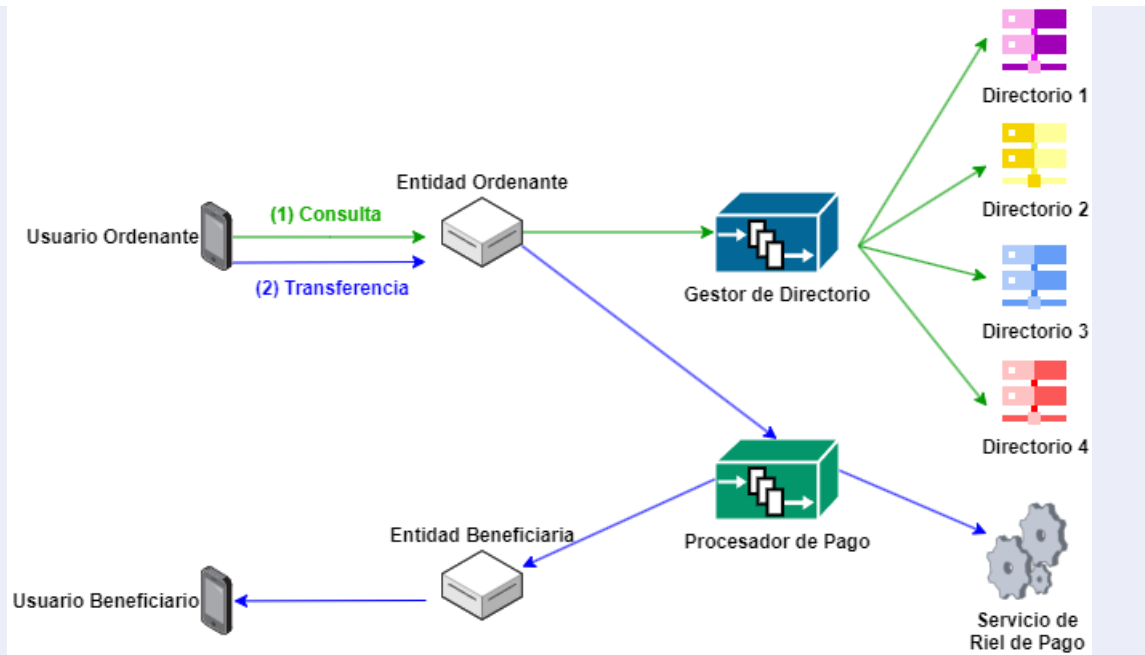 Directorio 1
Entidad Ordenante
(1) Consulta
Directorio 2
Usuario Ordenante
(2) Transferencia
Gestor de Directorio
Directorio 3
Directorio 4
Entidad Beneficiaria
Procesador de Pago
Usuario Beneficiario
Servicio de
Riel de Pago